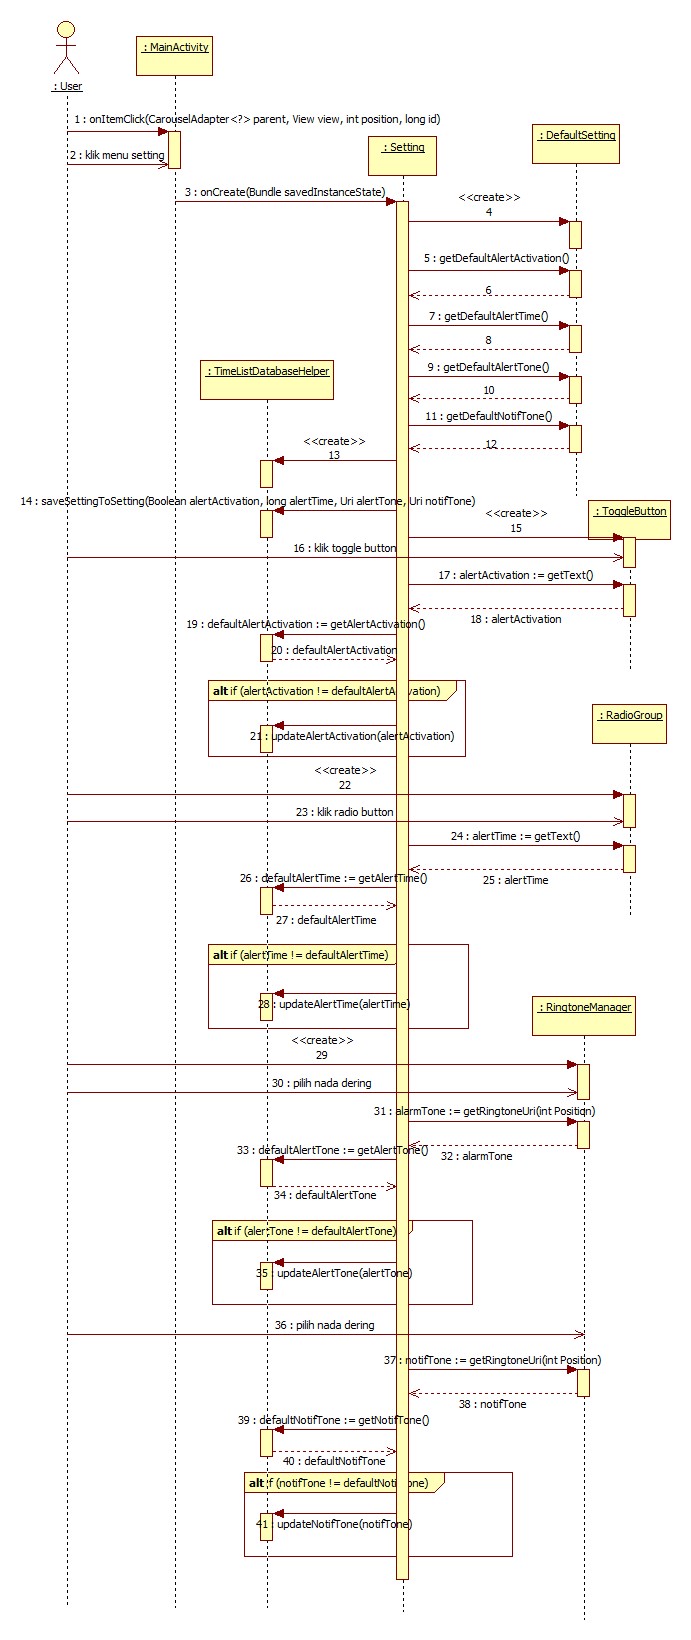 : User
: MainActivity
1 : onItemClick(CarouselAdapter<?> parent, View view, int position, long id)
: DefaultSetting
: Setting
2 : klik menu setting
3 : onCreate(Bundle savedInstanceState)
<<create>>
4
5 : getDefaultAlertActivation()
6
7 : getDefaultAlertTime()
8
: TimeListDatabaseHelper
9 : getDefaultAlertTone()
10
11 : getDefaultNotifTone()
12
<<create>>
13
14 : saveSettingToSetting(Boolean alertActivation, long alertTime, Uri alertTone, Uri notifTone)
: ToggleButton
<<create>>
15
16 : klik toggle button
17 : alertActivation := getText()
18 : alertActivation
19 : defaultAlertActivation := getAlertActivation()
20 : defaultAlertActivation
alt if (alertActivation != defaultAlertActivation)
: RadioGroup
21 : updateAlertActivation(alertActivation)
<<create>>
22
23 : klik radio button
24 : alertTime := getText()
25 : alertTime
26 : defaultAlertTime := getAlertTime()
27 : defaultAlertTime
alt if (alertTime != defaultAlertTime)
28 : updateAlertTime(alertTime)
: RingtoneManager
<<create>>
29
30 : pilih nada dering
31 : alarmTone := getRingtoneUri(int Position)
32 : alarmTone
33 : defaultAlertTone := getAlertTone()
34 : defaultAlertTone
alt if (alertTone != defaultAlertTone)
35 : updateAlertTone(alertTone)
36 : pilih nada dering
37 : notifTone := getRingtoneUri(int Position)
38 : notifTone
39 : defaultNotifTone := getNotifTone()
40 : defaultNotifTone
alt if (notifTone != defaultNotifTone)
41 : updateNotifTone(notifTone)